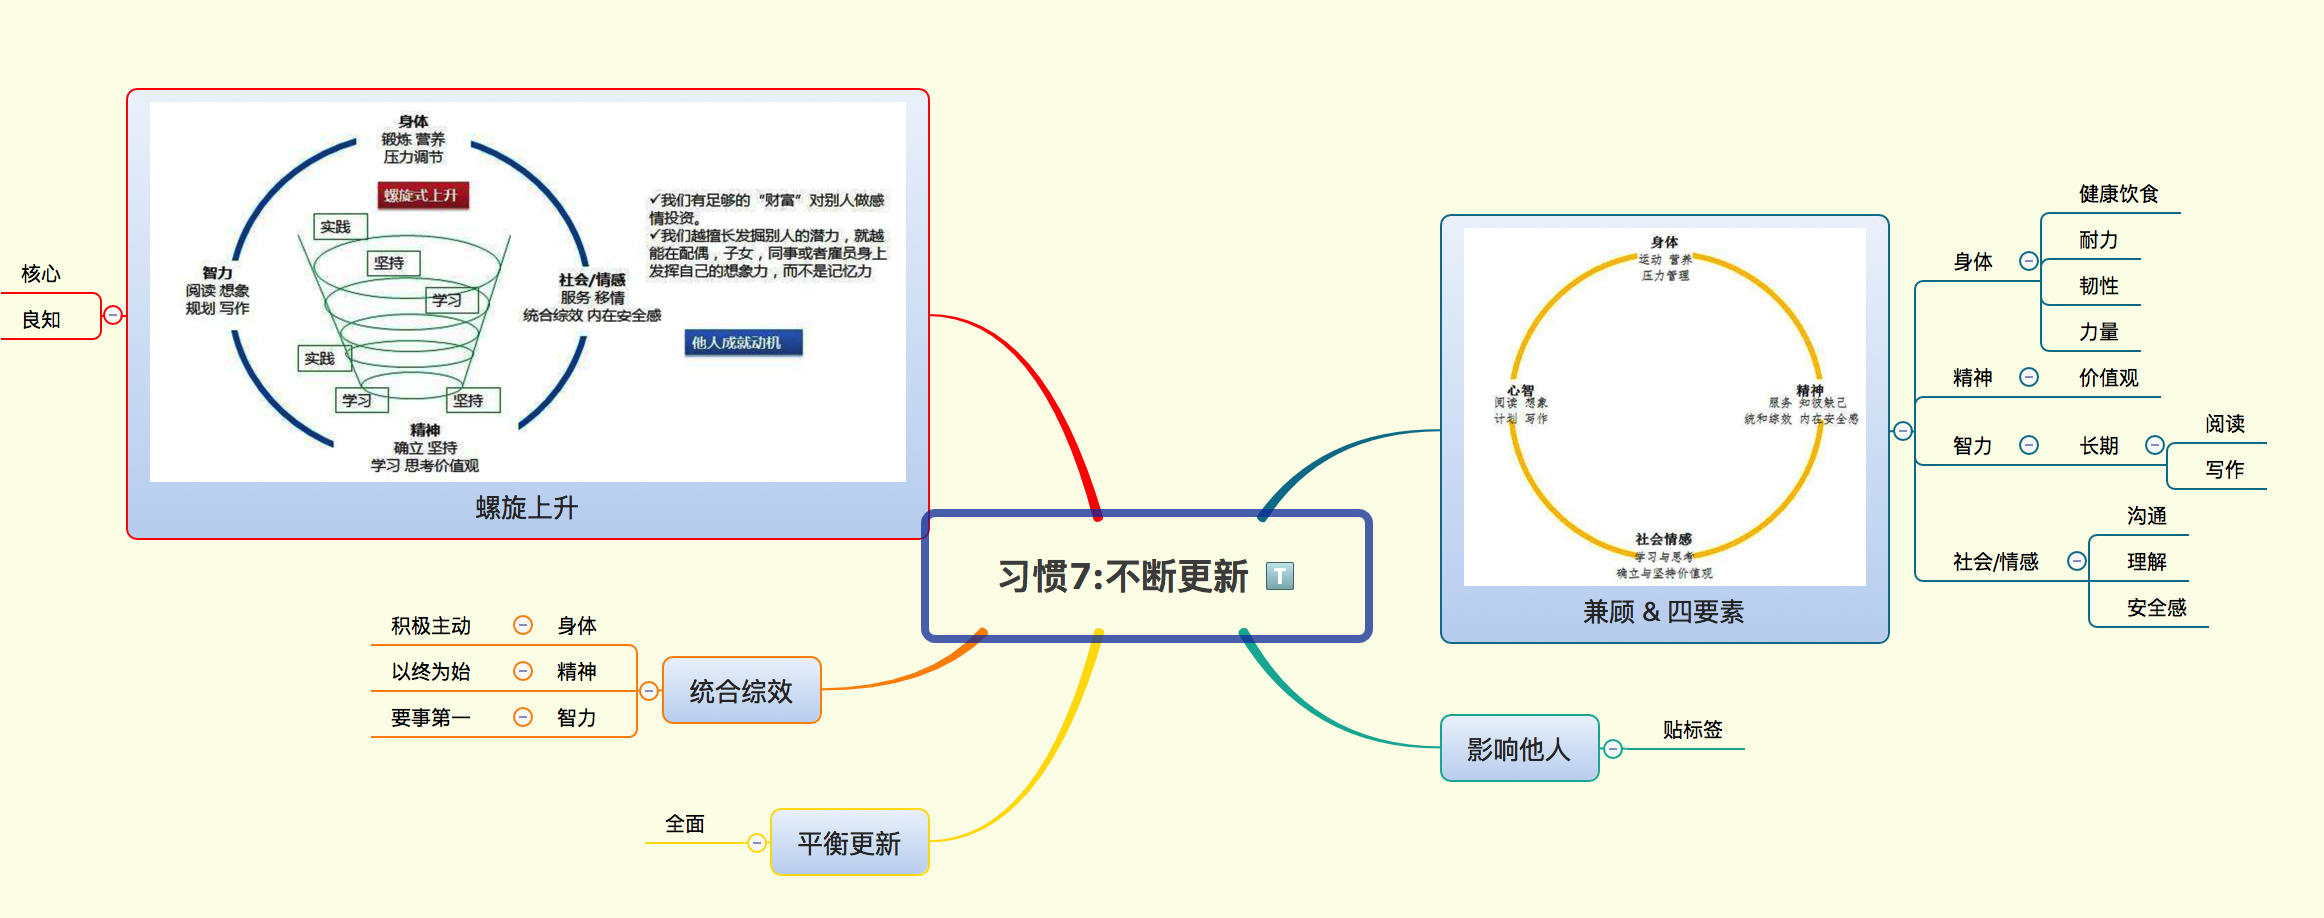 习惯7:不断更新 T
身体
锻炼 营养
压力调节
螺旋式上升
实践
坚持
学习
实践
学习
坚持
智力
阅读 想象
规划 写作
社会/情感
服务 移情
统合综效 内在安全感
精神
确立 坚持
学习 思考价值观
✓我们有足够的“财富”对别人做感
情投资。
✓我们越擅长发掘别人的潜力，就越
能在配偶，子女，同事或者雇员身上
发挥自己的想象力，而不是记忆力
他人成就动机
螺旋上升
核心
良知
身体
运动 营养
压力管理
心智
阅读 想象
计划 写作
精神
服务 知彼缺己
统和综效 内在安全感
社会情感
学习与思考
确立与坚持价值观
兼顾 & 四要素
身体
健康饮食
耐力
韧性
力量
精神
价值观
智力
长期
阅读
写作
社会/情感
沟通
理解
安全感
影响他人
贴标签
统合综效
积极主动
身体
以终为始
精神
要事第一
智力
平衡更新
全面